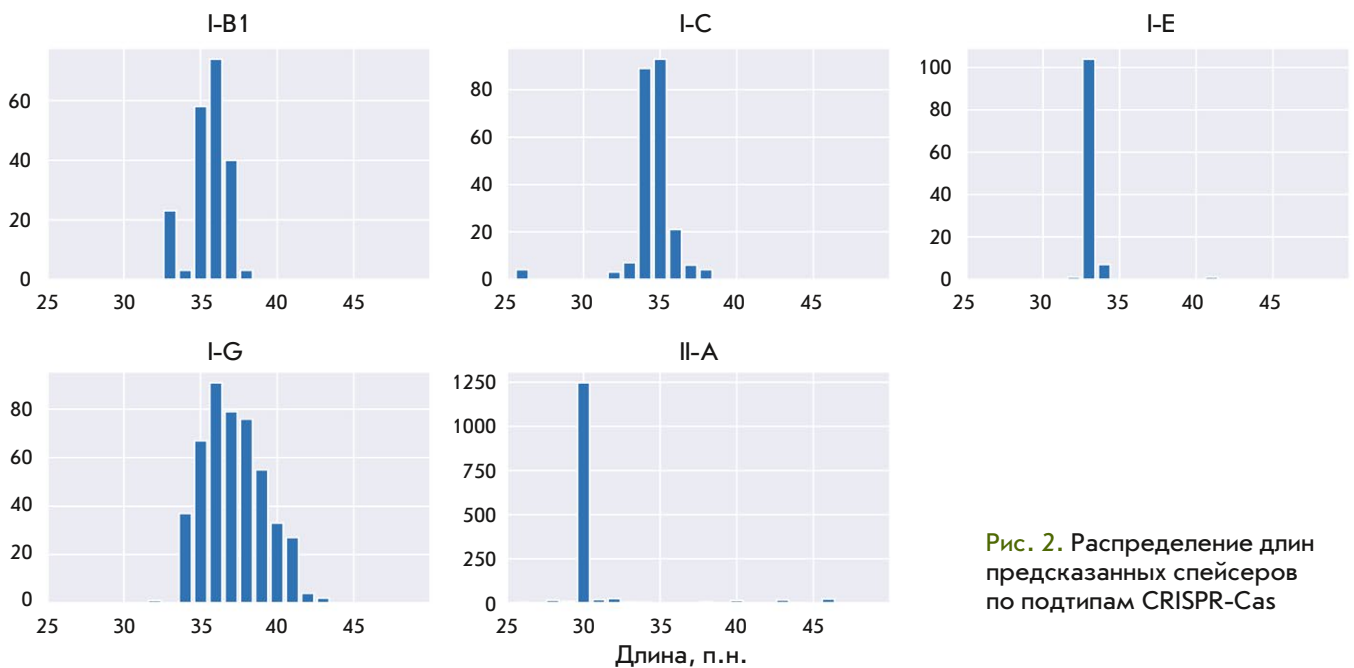 I-B1
I-C
I-E
60
40
20
0
25 30 35 40 45
80
60
40
20
0
25 30 35 40 45
100
80
60
40
20
0
25 30 35 40 45
I-G
II-A
80
60
40
20
0
25 30 35 40 45
1250
1000
750
500
250
0
25 30 35 40 45
Длина, п.н.
Рис. 2. Распределение длин
предсказанных спейсеров
по подтипам CRISPR-Cas